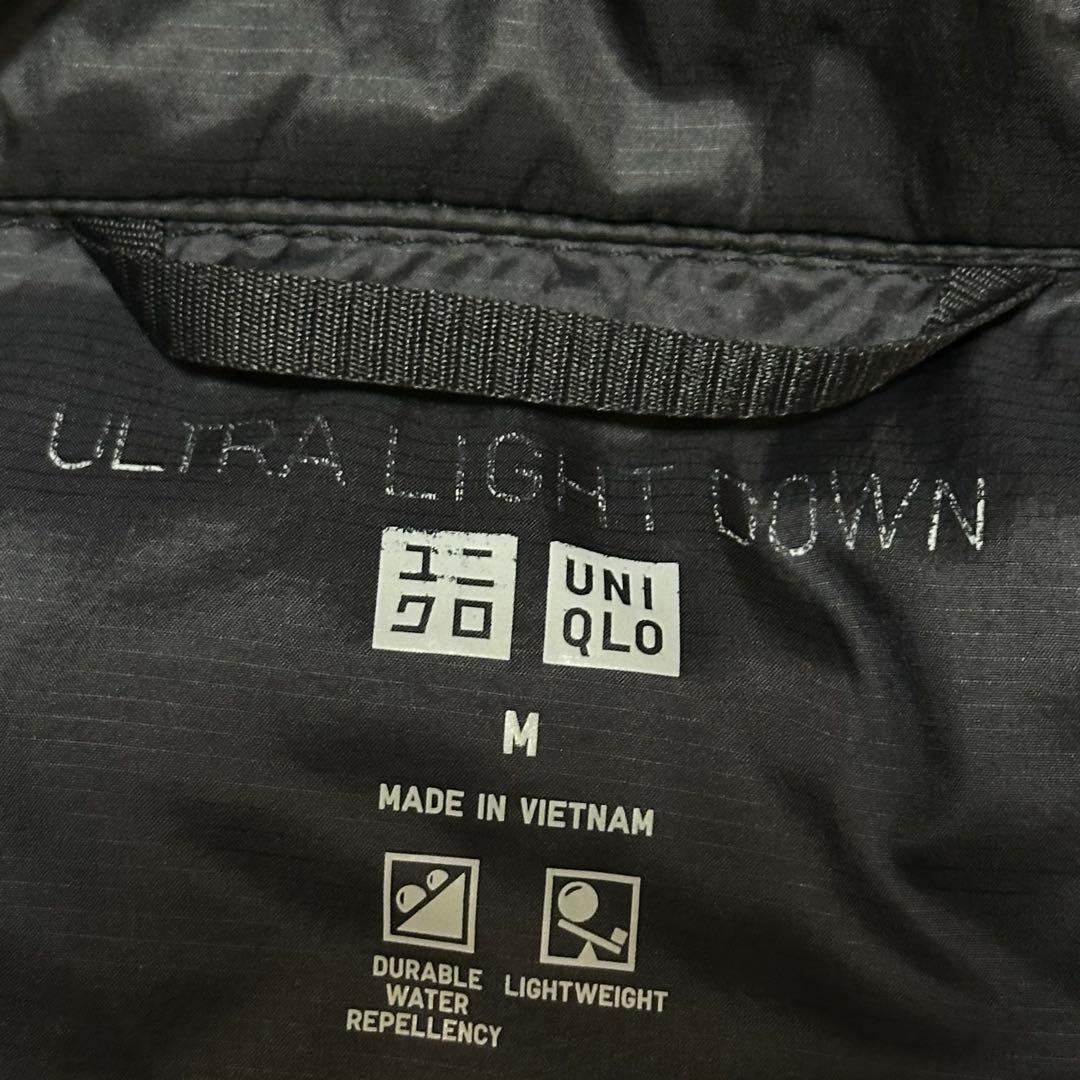 ULTRA LIGHT DOWN
ユニ
クロ
UNI
QLO
M
MADE IN VIETNAM
DURABLE
WATER
REPELLENCY
LIGHTWEIGHT